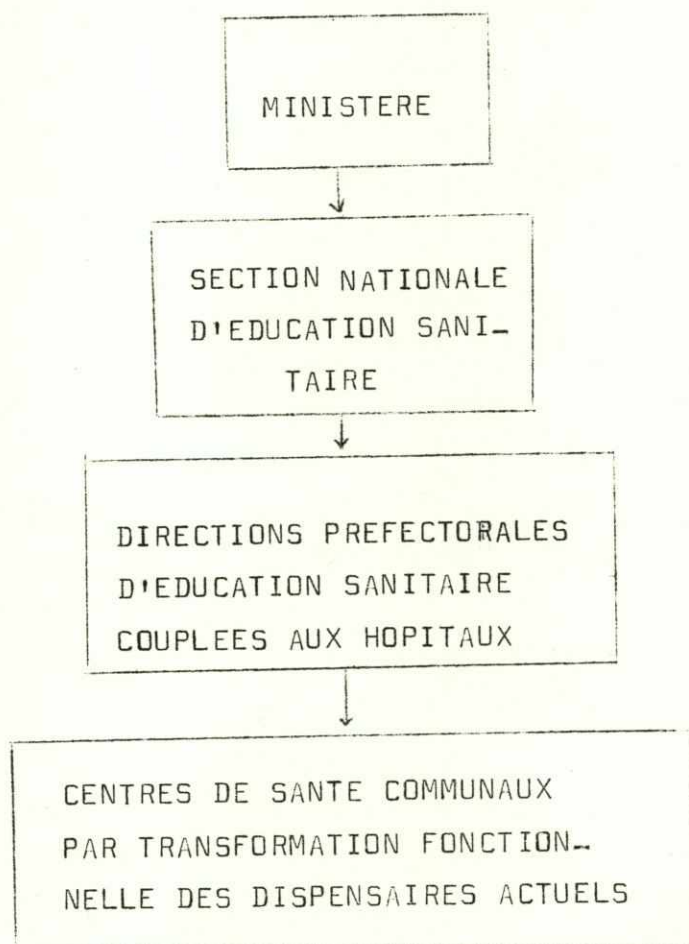 MINISTERE
SECTION NATIONALE
D'EDUCATION SANI-
TAIRE
DIRECTIONS PREFECTORALES
D'EDUCATION SANITAIRE
COUPLEES AUX HOPITAUX
CENTRES DE SANTE COMMUNAUX
PAR TRANSFORMATION FONCTION-
NELLE DES DISPENSAIRES ACTUELS